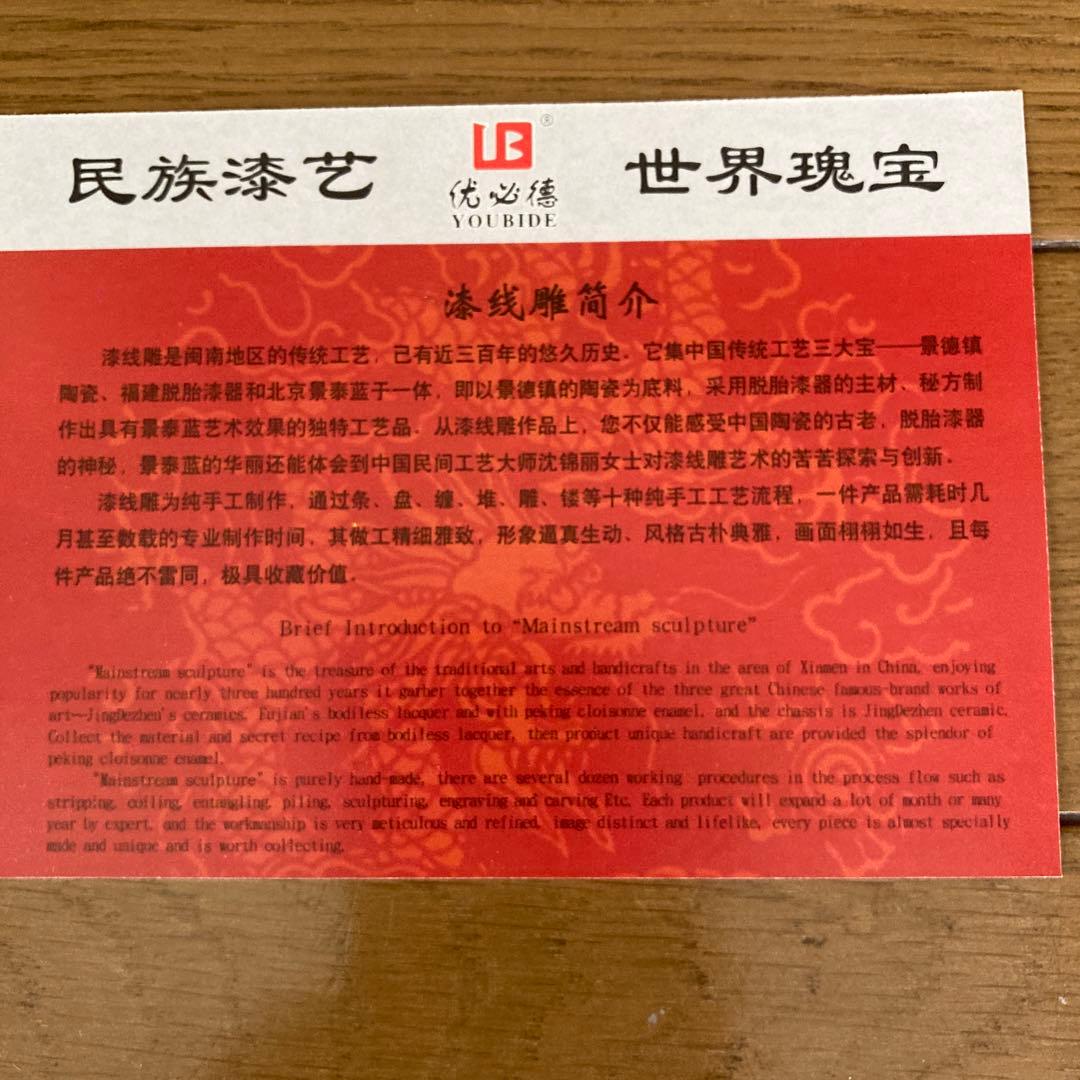 民族漆艺
UB
®
优必德
YOUBIDE
世界瑰宝
漆线雕简介
漆线雕是闽南地区的传统工艺，已有近三百年的悠久历史．它集中国传统工艺三大宝——景德镇
陶瓷、福建脱胎漆器和北京景泰蓝于一体，即以景德镇的陶瓷为底料，采用脱胎漆器的主材、秘方制
作出具有景泰蓝艺术效果的独特工艺品．从漆线雕作品上，您不仅能感受中国陶瓷的古老，脱胎漆器
的神秘，景泰蓝的华丽还能体会到中国民间工艺大师沈锦丽女士对漆线雕艺术的苦苦探索与创新．
漆线雕为纯手工制作，通过条、盘、缠、堆、雕、镂等十种纯手工工艺流程，一件产品需耗时几
月甚至数载的专业制作时间，其做工精细雅致，形象逼真生动、风格古朴典雅，画面栩栩如生，且每
件产品绝不雷同，极具收藏价值．
Brief Introduction to “Mainstream sculpture”
“Mainstream sculpture” is the treasure of the traditional arts and handicrafts in the area of Xiamen in China, enjoying
popularity for nearly three hundred years it garher together the essence of the three great Chinese famous-brand works of
art--JingDezhen's ceramics, Fujian's bodiless lacquer and with peking cloisonne enamel, and the chassis is JingDezhen ceramic,
Collect the material and secret recipe from bodiless lacquer, then product unique handicraft are provided the splendor of
peking cloisonne enamel.
“Mainstream sculpture” is purely hand-made, there are several dozen working procedures in the process flow such as
stripping, coiling, entangling, piling, sculpturing, engraving and carving Etc. Each product will expand a lot of month or many
year by expert, and the workmanship is very meticulous and refined, image distinct and lifelike, every piece is almost specially
made and unique and is worth collecting.